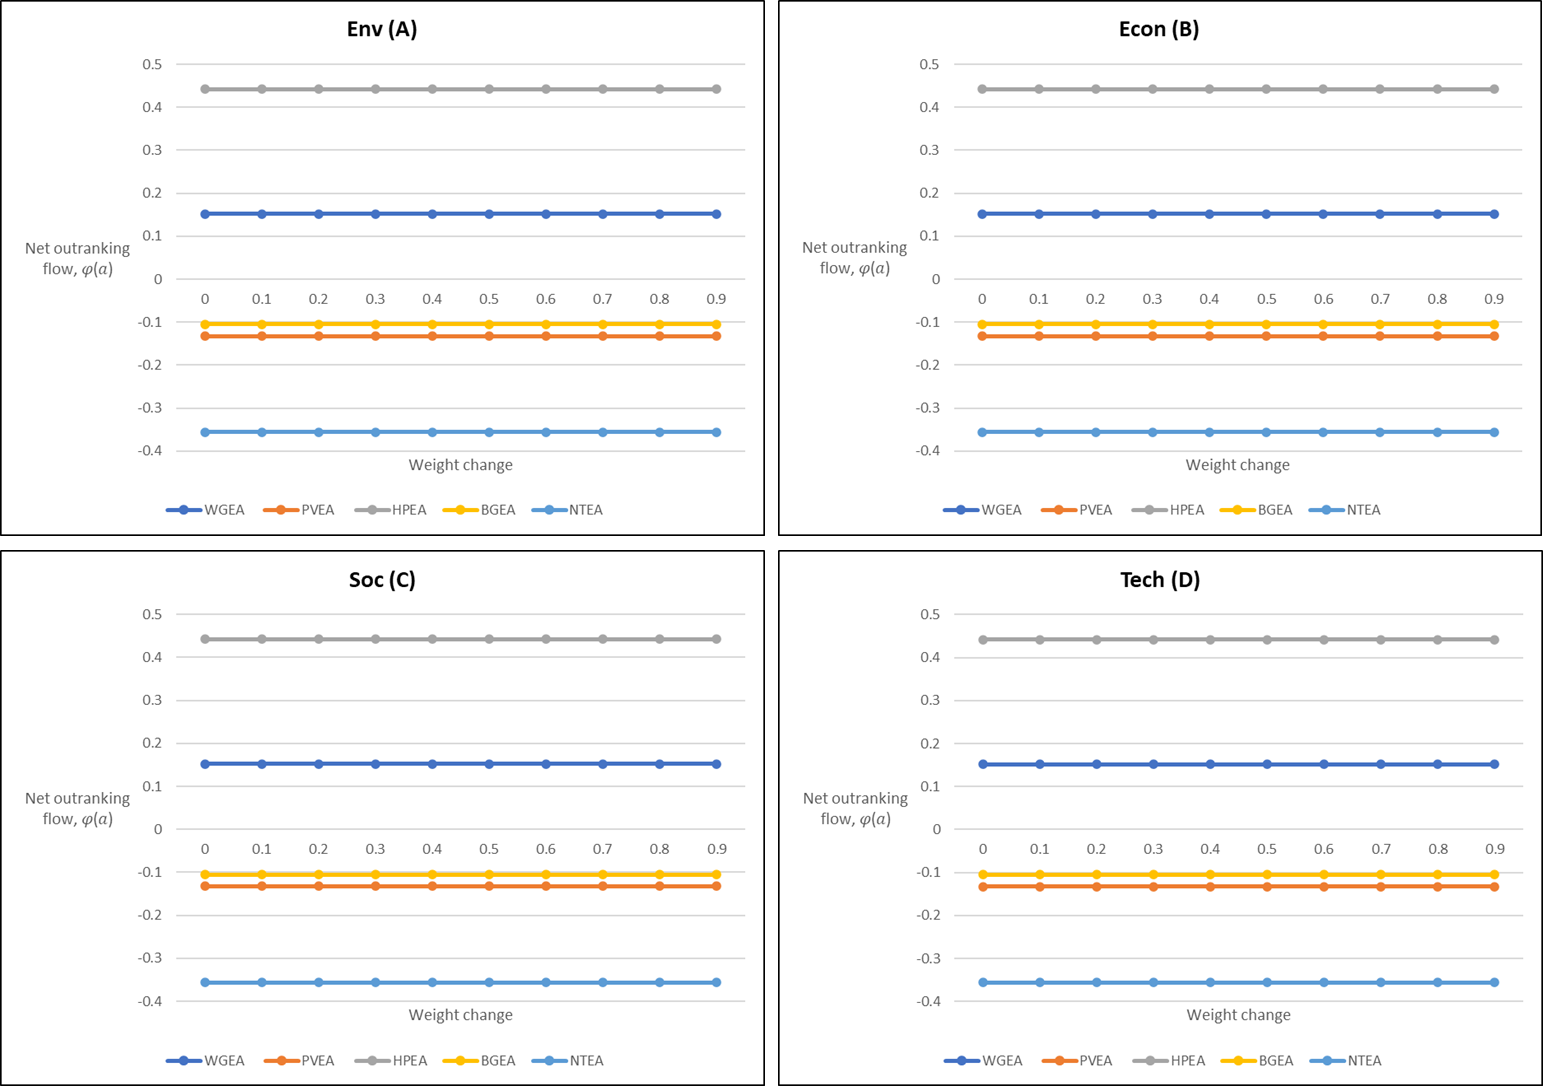 Env (A)
0.5
0.4
0.3
0.2
0.1
0
-0.1
-0.2
-0.3
-0.4
Net outranking
flow, φ(a)
0 0.1 0.2 0.3 0.4 0.5 0.6 0.7 0.8 0.9
Weight change
WGEA PVEA HPEA BGEA NTEA
Econ (B)
0.5
0.4
0.3
0.2
0.1
0
-0.1
-0.2
-0.3
-0.4
Net outranking
flow, φ(a)
0 0.1 0.2 0.3 0.4 0.5 0.6 0.7 0.8 0.9
Weight change
WGEA PVEA HPEA BGEA NTEA
Soc (C)
0.5
0.4
0.3
0.2
0.1
0
-0.1
-0.2
-0.3
-0.4
Net outranking
flow, φ(a)
0 0.1 0.2 0.3 0.4 0.5 0.6 0.7 0.8 0.9
Weight change
WGEA PVEA HPEA BGEA NTEA
Tech (D)
0.5
0.4
0.3
0.2
0.1
0
-0.1
-0.2
-0.3
-0.4
Net outranking
flow, φ(a)
0 0.1 0.2 0.3 0.4 0.5 0.6 0.7 0.8 0.9
Weight change
WGEA PVEA HPEA BGEA NTEA